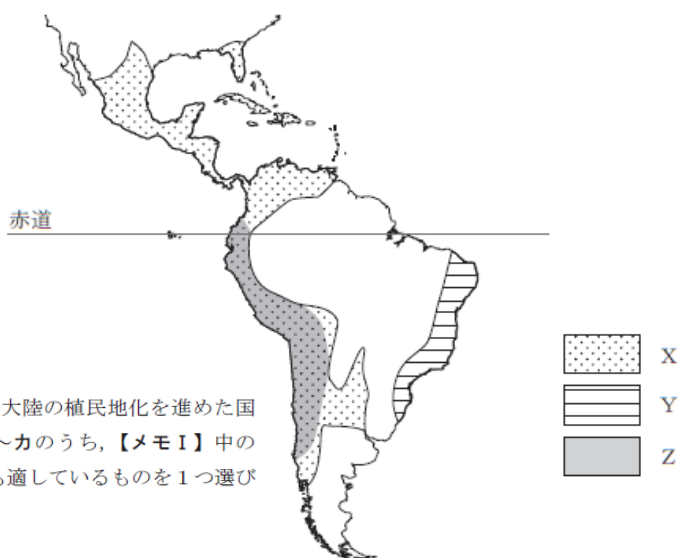 赤道
X
Y
Z
大陸の植民地化を進めた国
～カのうち，【メモⅠ】中の
適しているものを１つ選び